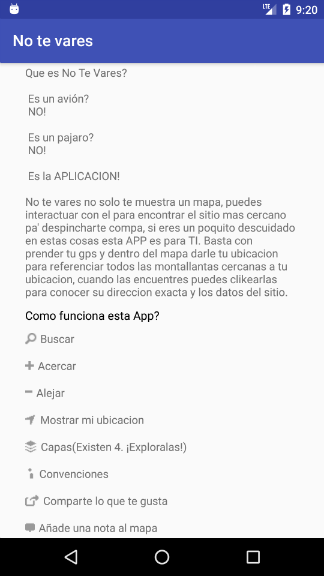 9:20
No te vares
Que es No Te Vares?
Es un avión?
NO!
Es un pajaro?
NO!
Es la APLICACION!
No te vares no solo te muestra un mapa, puedes
interactuar con el para encontrar el sitio mas cercano
pa' despincharte compa, si eres un poquito descuidado
en estas cosas esta APP es para TI. Basta con
prender tu gps y dentro del mapa darle tu ubicacion
para referenciar todos las montallantas cercanas a tu
ubicacion, cuando las encuentres puedes clikearlas
para conocer su direccion exacta y los datos del sitio.
Como funciona esta App?
Buscar
Acercar
Alejar
Mostrar mi ubicacion
Capas(Existen 4. ¡Exploralas!)
Convenciones
Comparte lo que te gusta
Añade una nota al mapa